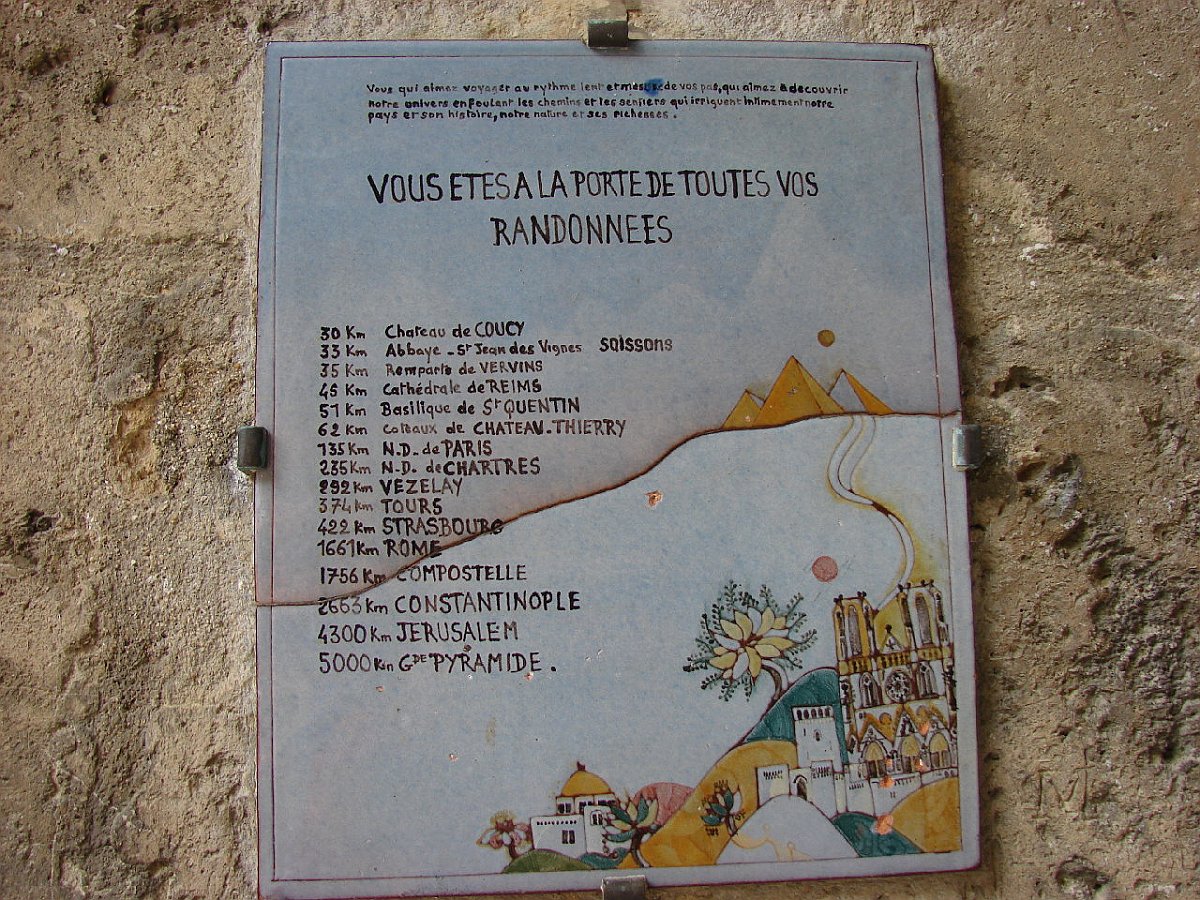 Vous qui aimez voyager au rythme lent et mesuré de vos pas, qui aimez à decouvrir
notre univers en foulant les chemins et les sentiers qui irriguent intimement notre
pays et son histoire, notre nature et ses richesses.
VOUS ETES A LA PORTE DE TOUTES VOS
RANDONNEES
30 Km Chateau de COUCY
33 Km Abbaye - St Jean des Vignes Soissons
35 Km Remparts de VERVINS
45 Km Cathédrale de REIMS
51 Km Basilique de St QUENTIN
62 Km Coteaux de CHATEAU-THIERRY
135 Km N.D. de PARIS
235 Km N.D. de CHARTRES
292 Km VEZELAY
374 Km TOURS
422 Km STRASBOURG
1661 Km ROME
1756 Km COMPOSTELLE
2663 Km CONSTANTINOPLE
4300 Km JERUSALEM
5000 Km Gde PYRAMIDE.